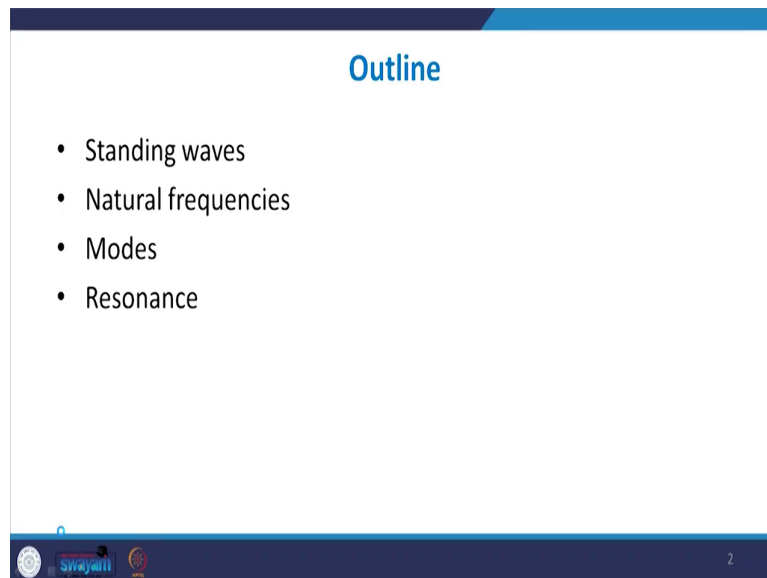 Outline
• Standing waves
• Natural frequencies
• Modes
• Resonance
swayam
2